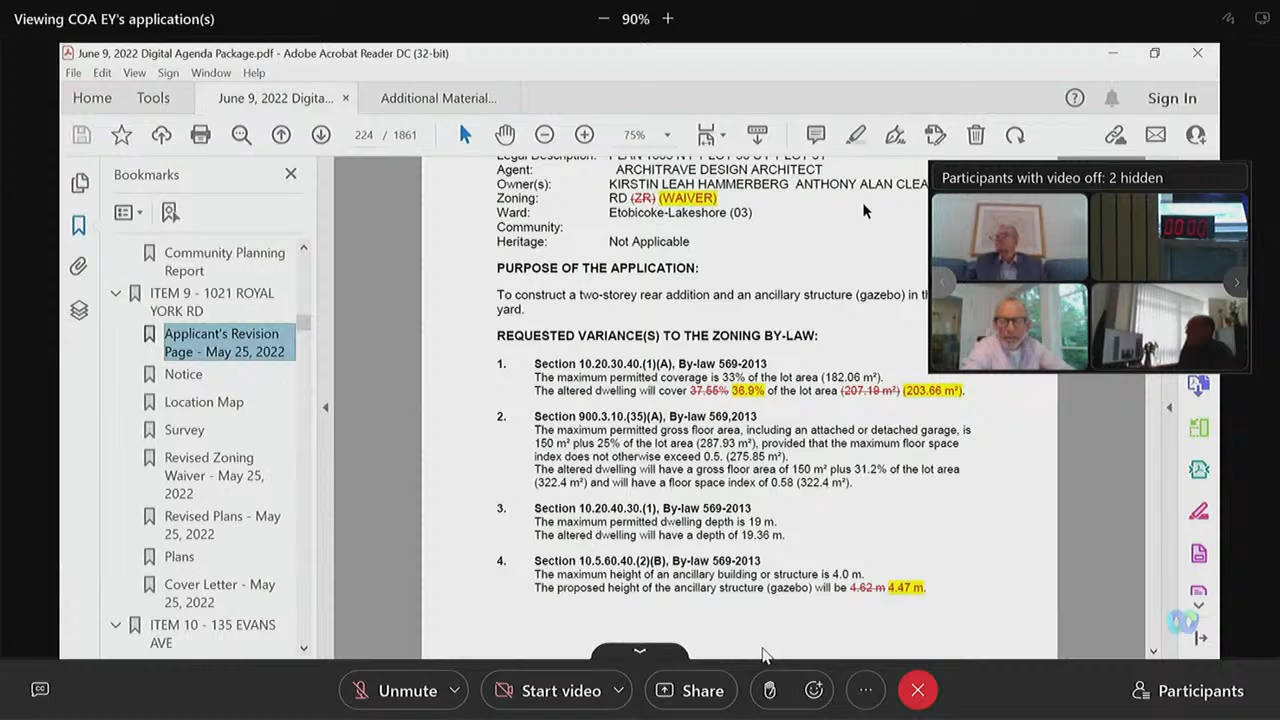 Viewing COA EY's application(s)
90%
June 9, 2022 Digital Agenda Package.pdf - Adobe Acrobat Reader DC (32-bit)
File Edit View Sign Window Help
Home Tools June 9, 2022 Digita... × Additional Material... Sign In
224 / 1861 75%
Bookmarks
Community Planning
Report
ITEM 9 - 1021 ROYAL
YORK RD
Applicant's Revision
Page - May 25, 2022
Notice
Location Map
Survey
Revised Zoning
Waiver - May 25,
2022
Revised Plans - May
25, 2022
Plans
Cover Letter - May
25, 2022
ITEM 10 - 135 EVANS
AVE
Agent: ARCHITRAVE DESIGN ARCHITECT
Owner(s): KIRSTIN LEAH HAMMERBERG ANTHONY ALAN CLEA
Zoning: RD (ZR) (WAIVER)
Ward: Etobicoke-Lakeshore (03)
Community:
Heritage: Not Applicable
PURPOSE OF THE APPLICATION:
To construct a two-storey rear addition and an ancillary structure (gazebo) in th
yard.
REQUESTED VARIANCE(S) TO THE ZONING BY-LAW:
1. Section 10.20.30.40.(1)(A), By-law 569-2013
The maximum permitted coverage is 33% of the lot area (182.06 m²).
The altered dwelling will cover 37.55% 36.9% of the lot area (207.19 m²) (203.66 m²).
2. Section 900.3.10.(35)(A), By-law 569,2013
The maximum permitted gross floor area, including an attached or detached garage, is
150 m² plus 25% of the lot area (287.93 m²), provided that the maximum floor space
index does not otherwise exceed 0.5. (275.85 m²).
The altered dwelling will have a gross floor area of 150 m² plus 31.2% of the lot area
(322.4 m²) and will have a floor space index of 0.58 (322.4 m²).
3. Section 10.20.40.30.(1), By-law 569-2013
The maximum permitted dwelling depth is 19 m.
The altered dwelling will have a depth of 19.36 m.
4. Section 10.5.60.40.(2)(B), By-law 569-2013
The maximum height of an ancillary building or structure is 4.0 m.
The proposed height of the ancillary structure (gazebo) will be 4.62 m 4.47 m.
Participants with video off: 2 hidden
00:00
Unmute Start video Share Participants